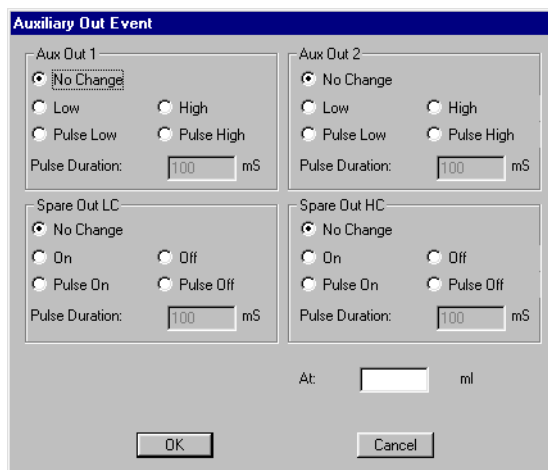 Auxiliary Out Event
Aux Out 1
No Change
Low High
Pulse Low Pulse High
Pulse Duration: 100 mS
Aux Out 2
No Change
Low High
Pulse Low Pulse High
Pulse Duration: 100 mS
Spare Out LC
No Change
On Off
Pulse On Pulse Off
Pulse Duration: 100 mS
Spare Out HC
No Change
On Off
Pulse On Pulse Off
Pulse Duration: 100 mS
At: ml
OK Cancel